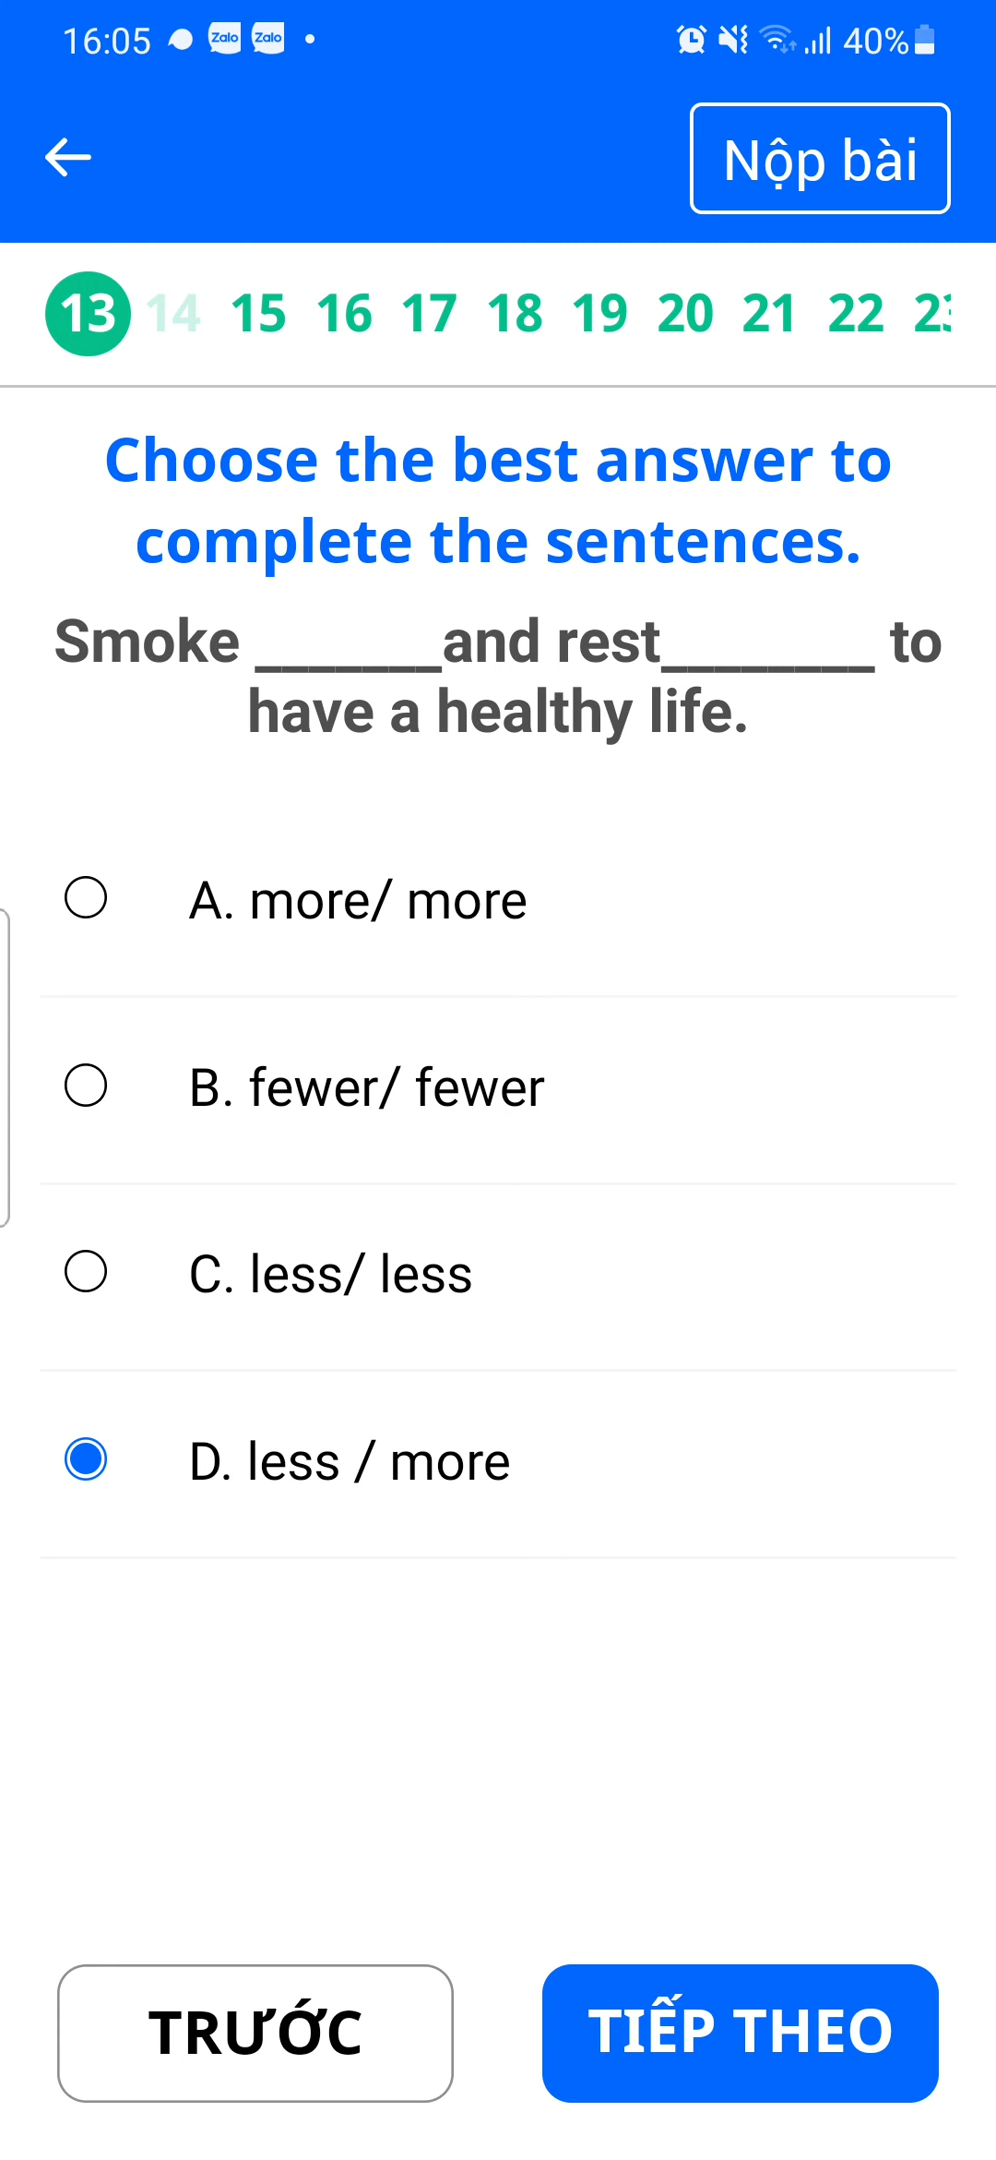 16:05 Zalo Zalo 40%
Nộp bài
13 14 15 16 17 18 19 20 21 22
Choose the best answer to
complete the sentences.
Smoke _______and rest________ to
have a healthy life.
A. more/ more
B. fewer/ fewer
C. less/ less
D. less / more
TRƯỚC TIẾP THEO